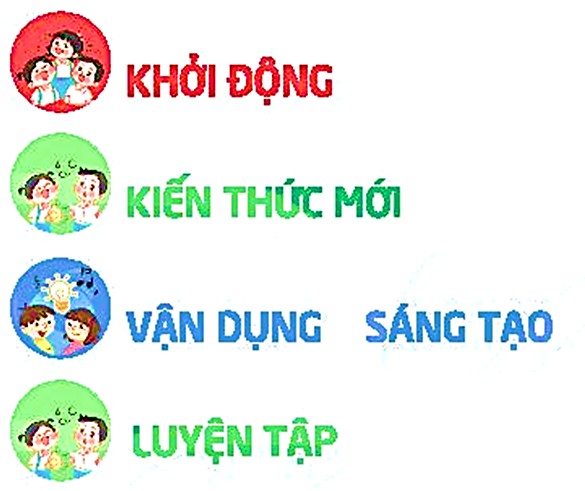 KHỞI ĐỘNG
KIẾN THỨC MỚI
VẬN DỤNG SÁNG TẠO
LUYỆN TẬP